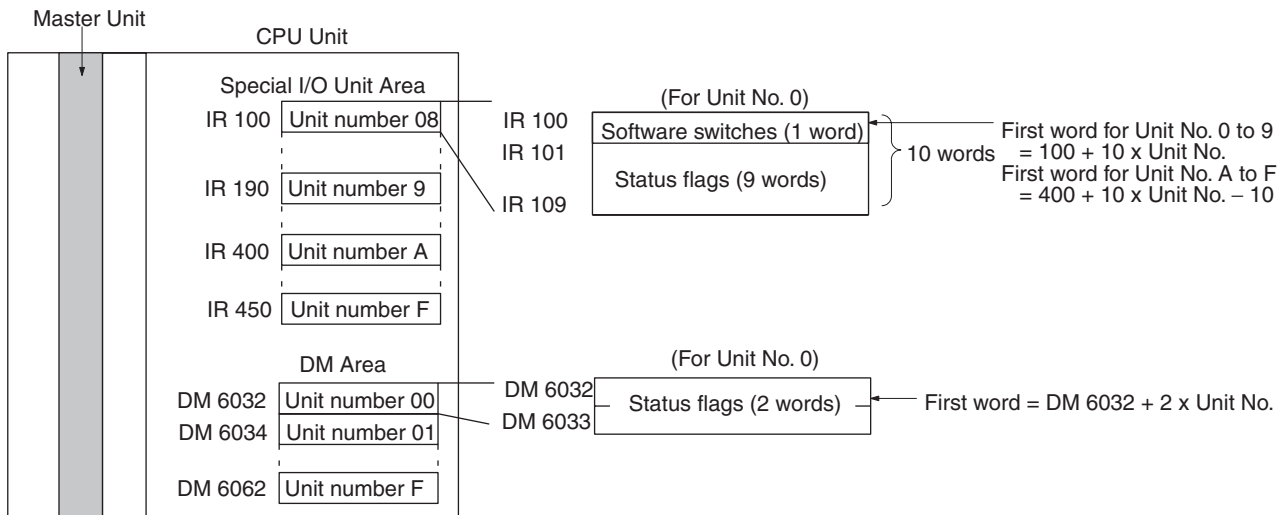 Master Unit
CPU Unit
Special I/O Unit Area
IR 100 Unit number 08
IR 190 Unit number 9
IR 400 Unit number A
IR 450 Unit number F
(For Unit No. 0)
IR 100
IR 101
IR 109
Software switches (1 word)
Status flags (9 words)
10 words
First word for Unit No. 0 to 9
= 100 + 10 x Unit No.
First word for Unit No. A to F
= 400 + 10 x Unit No. – 10
DM Area
DM 6032 Unit number 00
DM 6034 Unit number 01
DM 6062 Unit number F
(For Unit No. 0)
DM 6032
DM 6033
Status flags (2 words)
First word = DM 6032 + 2 x Unit No.